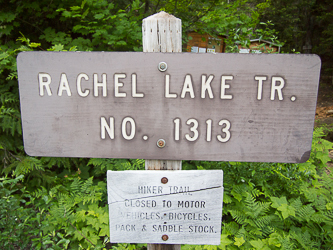 RACHEL LAKE TR.
NO. 1313
HIKER TRAIL
CLOSED TO MOTOR
VEHICLES, BICYCLES,
PACK & SADDLE STOCK.